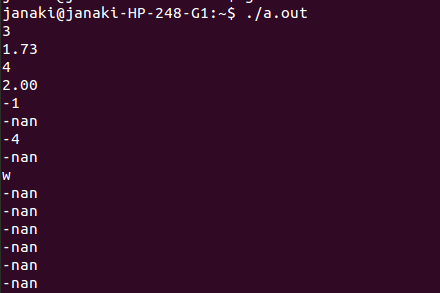 janaki@janaki-HP-248-G1:~$ ./a.out
3
1.73
4
2.00
-1
-nan
-4
-nan
w
-nan
-nan
-nan
-nan
-nan
-nan